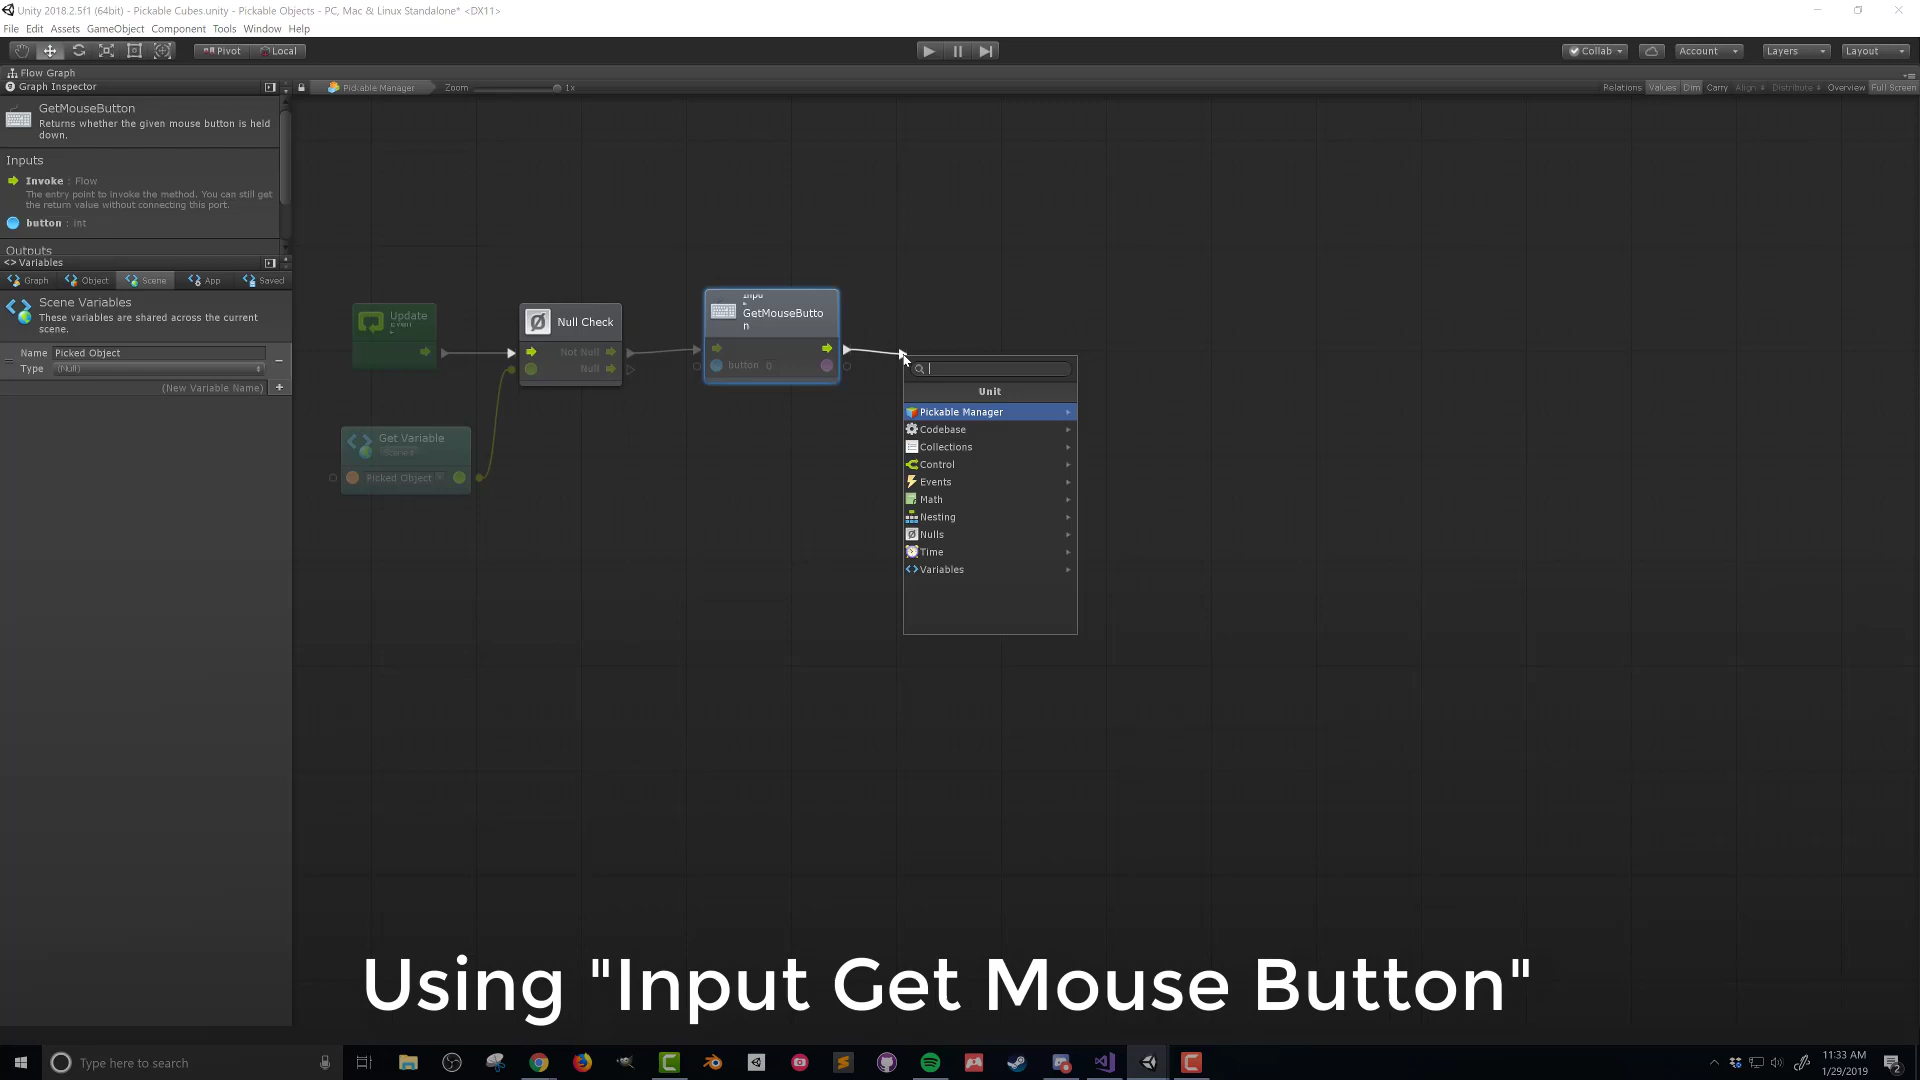 Unity 2018.2.5f1 (64bit) - Pickable Cubes.unity - Pickable Objects - PC, Mac & Linux Standalone* <DX11>
File Edit Assets GameObject Component Tools Window Help
Pivot Local Collab Account Layers Layout
Flow Graph
Graph Inspector
Pickable Manager Zoom 1x Relations Values Dim Carry Align Distribute Overview Full Screen
GetMouseButton
Returns whether the given mouse button is held
down.
Inputs
Invoke : Flow
The entry point to invoke the method. You can still get
the return value without connecting this port.
button : Int
Outputs
<> Variables
Graph Object Scene App Saved
Scene Variables
These variables are shared across the current
scene.
Name Picked Object
Type (Null)
(New Variable Name) +
Update
Event
Null Check
Not Null
Null
Input
GetMouseButto
n
button 0
Get Variable
Scene
Picked Object
Unit
Pickable Manager
Codebase
Collections
Control
Events
Math
Nesting
Nulls
Time
Variables
Using "Input Get Mouse Button"
Type here to search
11:33 AM
1/29/2019
2